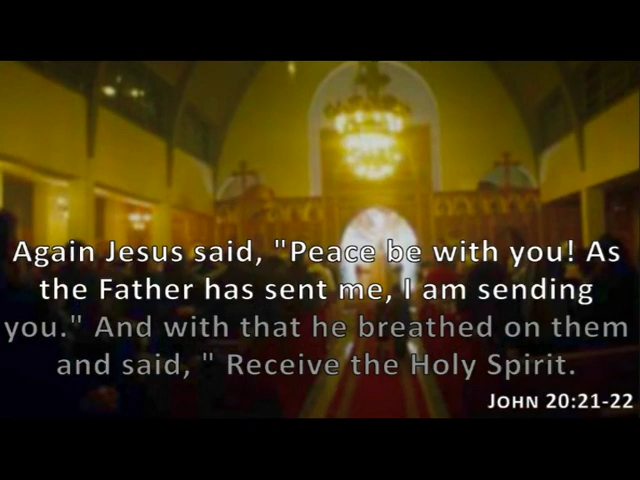 Again Jesus said, "Peace be with you! As
the Father has sent me, I am sending
you." And with that he breathed on them
and said, " Receive the Holy Spirit.
John 20:21-22